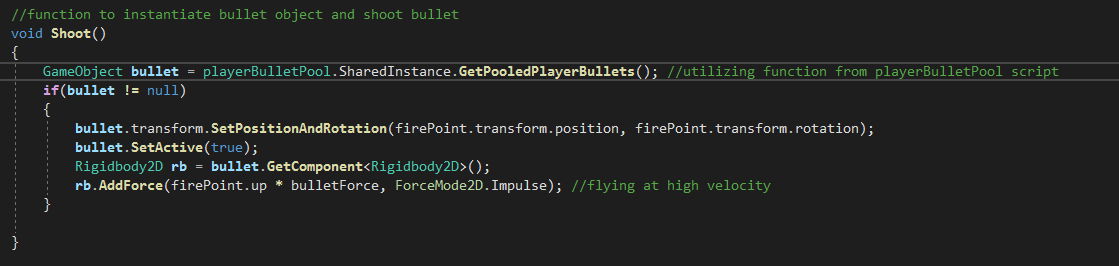 //function to instantiate bullet object and shoot bullet
void Shoot()
{
    GameObject bullet = playerBulletPool.SharedInstance.GetPooledPlayerBullets(); //utilizing function from playerBulletPool script
    if(bullet != null)
    {
        bullet.transform.SetPositionAndRotation(firePoint.transform.position, firePoint.transform.rotation);
        bullet.SetActive(true);
        Rigidbody2D rb = bullet.GetComponent<Rigidbody2D>();
        rb.AddForce(firePoint.up * bulletForce, ForceMode2D.Impulse); //flying at high velocity
    }
}